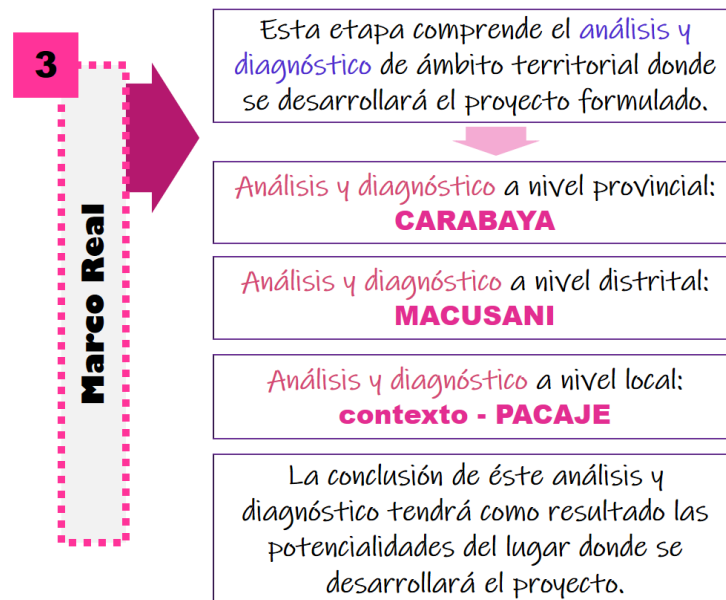 3
Marco Real
Esta etapa comprende el análisis y
diagnóstico de ámbito territorial donde
se desarrollará el proyecto formulado.
Análisis y diagnóstico a nivel provincial:
CARABAYA
Análisis y diagnóstico a nivel distrital:
MACUSANI
Análisis y diagnóstico a nivel local:
contexto - PACAJE
La conclusión de éste análisis y
diagnóstico tendrá como resultado las
potencialidades del lugar donde se
desarrollará el proyecto.